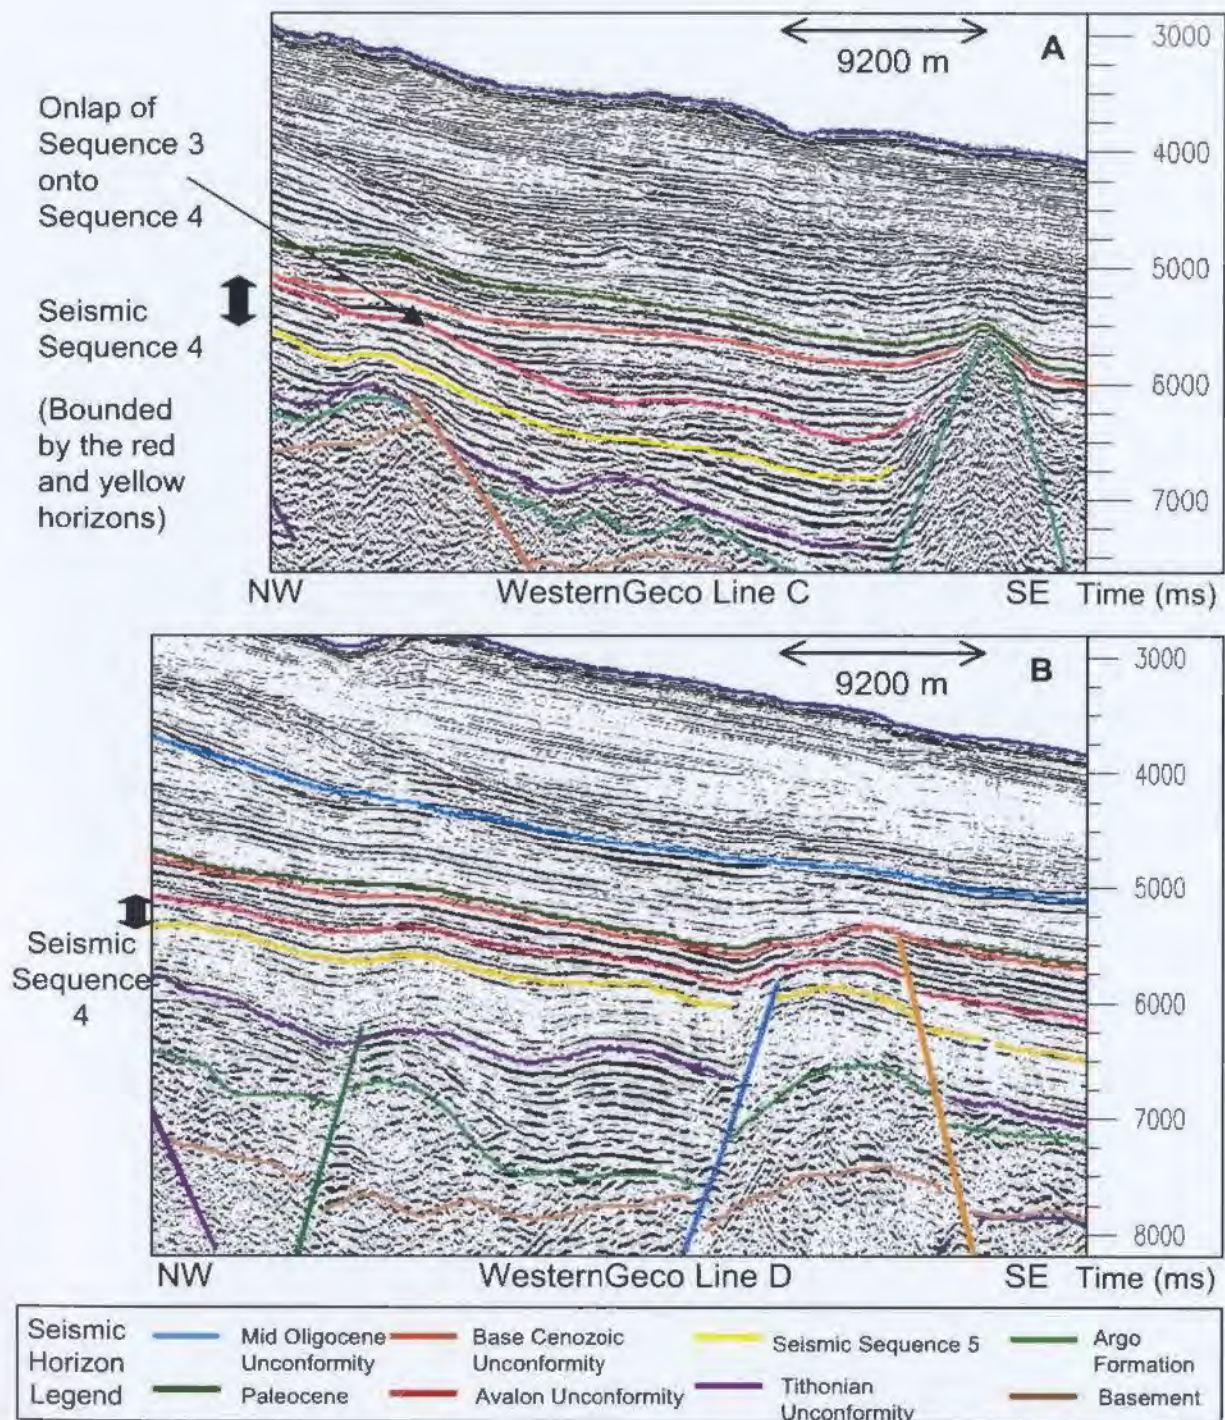 A
9200 m
3000
4000
5000
6000
7000
Onlap of
Sequence 3
onto
Sequence 4
Seismic
Sequence 4
(Bounded
by the red
and yellow
horizons)
NW WesternGeco Line C SE Time (ms)
B
9200 m
3000
4000
5000
6000
7000
8000
Seismic
Sequence
4
NW WesternGeco Line D SE Time (ms)
Seismic
Horizon
Legend
Mid Oligocene
Unconformity
Base Cenozoic
Unconformity
Seismic Sequence 5
Argo
Formation
Paleocene
Avalon Unconformity
Tithonian
Unconformity
Basement